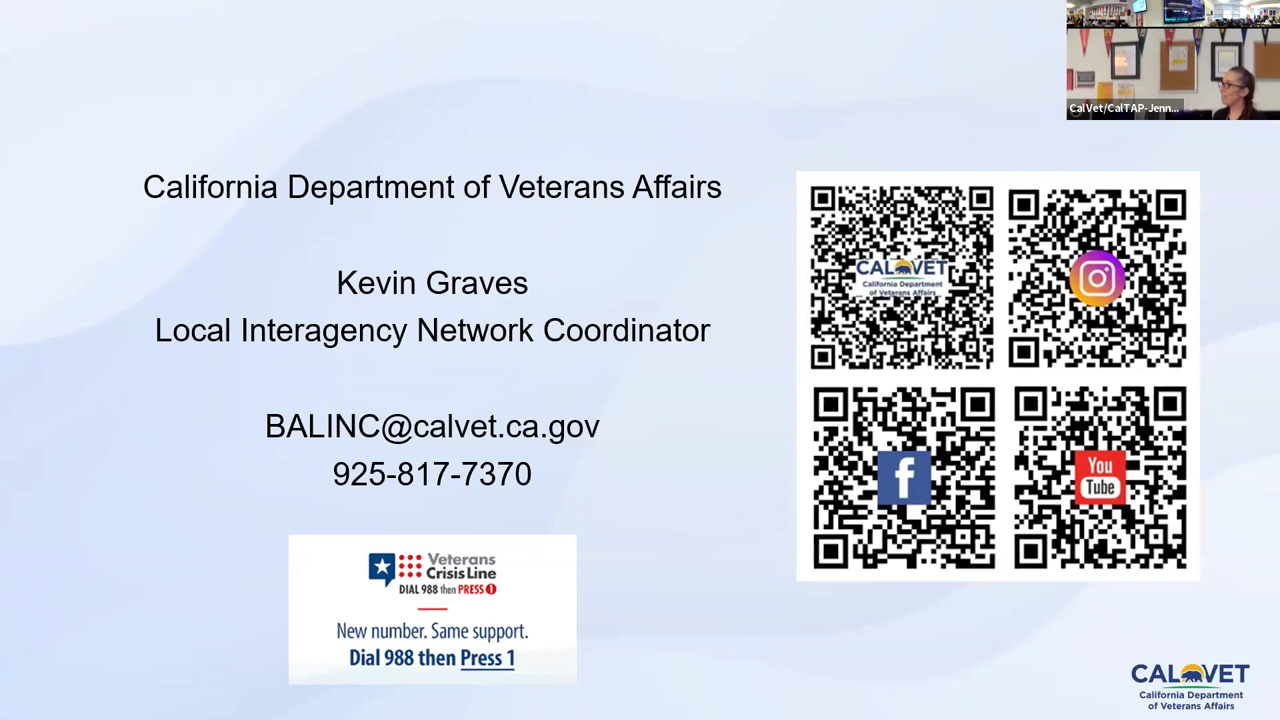 CalVet/CalTAP-Jenn...
California Department of Veterans Affairs
Kevin Graves
Local Interagency Network Coordinator
BALINC@calvet.ca.gov
925-817-7370
Veterans
Crisis Line
DIAL 988 then PRESS 1
New number. Same support.
Dial 988 then Press 1
CALVET
California Department
of Veterans Affairs
f
You
Tube
CALVET
California Department
of Veterans Affairs